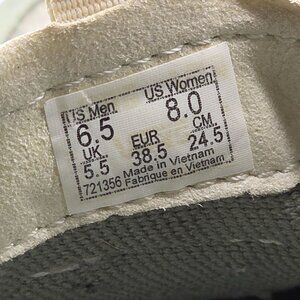 US Men US Women
6.5 8.0
UK EUR CM
5.5 38.5 24.5
Made in Vietnam
721356 Fabrique en Vietnam